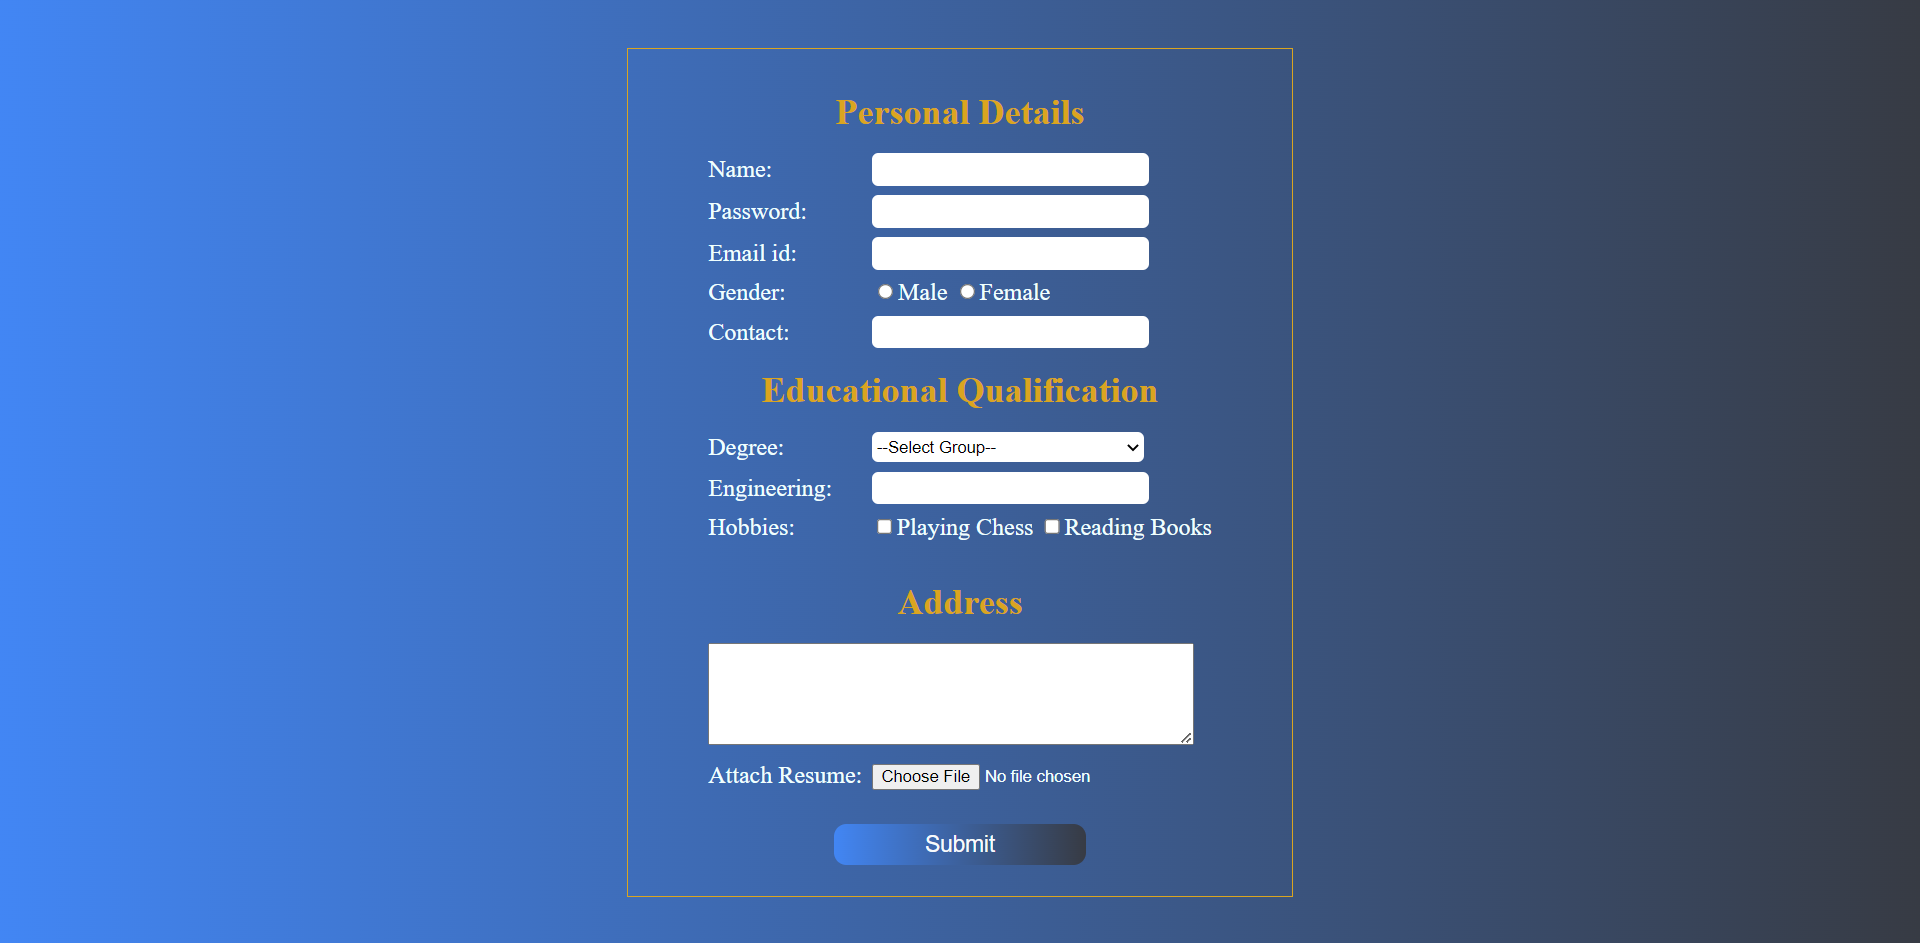 Personal Details
Name:
Password:
Email id:
Gender: Male Female
Contact:
Educational Qualification
Degree: --Select Group--
Engineering:
Hobbies: Playing Chess Reading Books
Address
Attach Resume: Choose File No file chosen
Submit